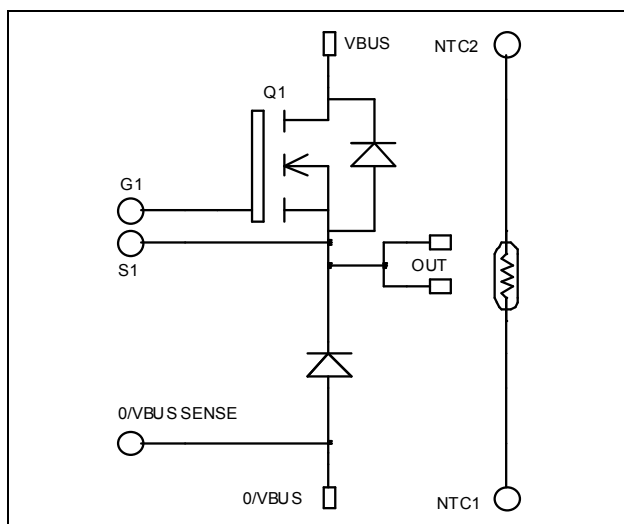 VBUS
NTC2
Q1
G1
S1
OUT
0/VBUS SENSE
0/VBUS
NTC1